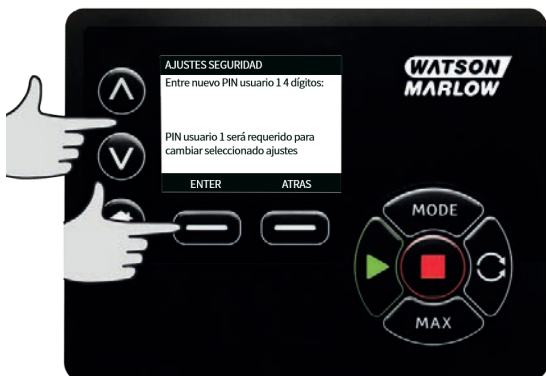 AJUSTES SEGURIDAD
Entre nuevo PIN usuario 1 4 dígitos:
PIN usuario 1 será requerido para
cambiar seleccionado ajustes
ENTER ATRAS
WATSON
MARLOW
MODE
MAX